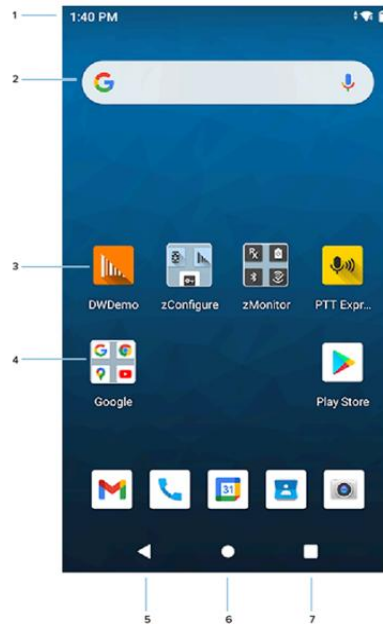 1
1:40 PM
2
3
DWDemo
zConfigure
zMonitor
PTT Expr...
4
Google
Play Store
31
5
6
7